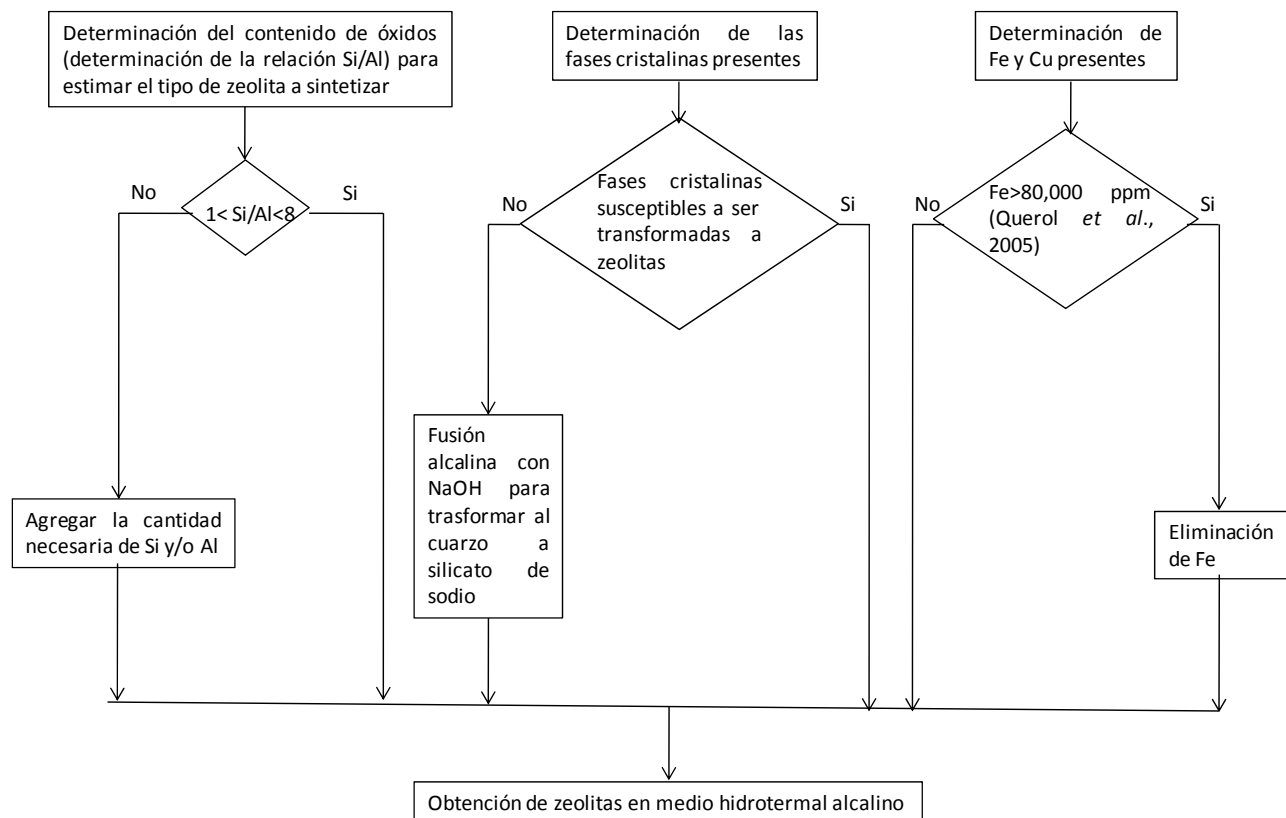 Determinación del contenido de óxidos
(determinación de la relación Si/Al) para
estimar el tipo de zeolita a sintetizar
Determinación de las
fases cristalinas presentes
Determinación de
Fe y Cu presentes
No
1< Si/Al<8
Si
No
Fases cristalinas
susceptibles a ser
transformadas a
zeolitas
Si
No
Fe>80,000 ppm
(Querol et al.,
2005)
Si
Agregar la cantidad
necesaria de Si y/o Al
Fusión
alcalina con
NaOH para
trasformar al
cuarzo a
silicato de
sodio
Eliminación
de Fe
Obtención de zeolitas en medio hidrotermal alcalino